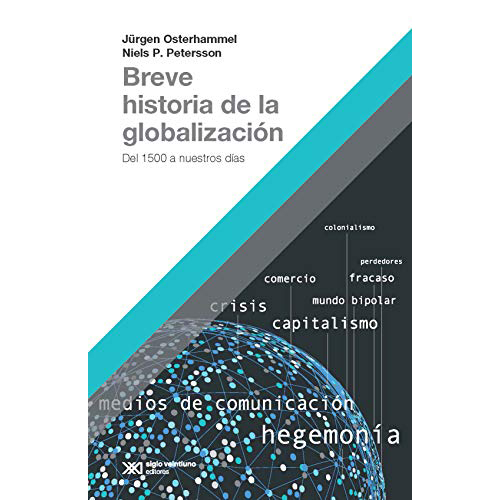 Jürgen Osterhammel
Niels P. Petersson
Breve
historia de la
globalización
Del 1500 a nuestros días
colonialismo
perdedores
comercio
fracaso
crisis
mundo bipolar
capitalismo
medios de comunicación
hegemonía
siglo veintiuno
editores